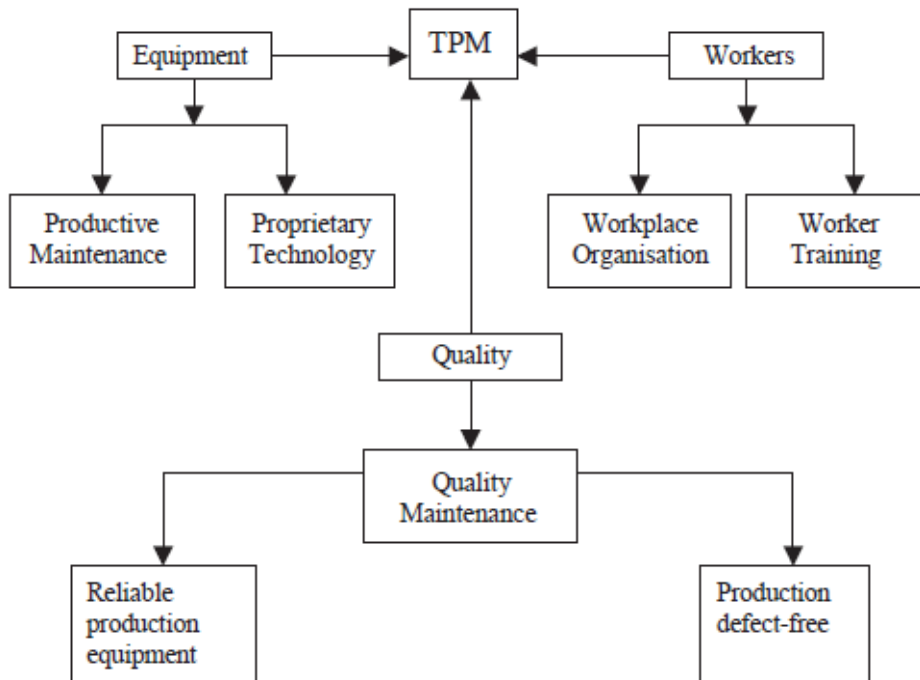 TPM
Equipment
Workers
Productive
Maintenance
Proprietary
Technology
Workplace
Organisation
Worker
Training
Quality
Quality
Maintenance
Reliable
production
equipment
Production
defect-free